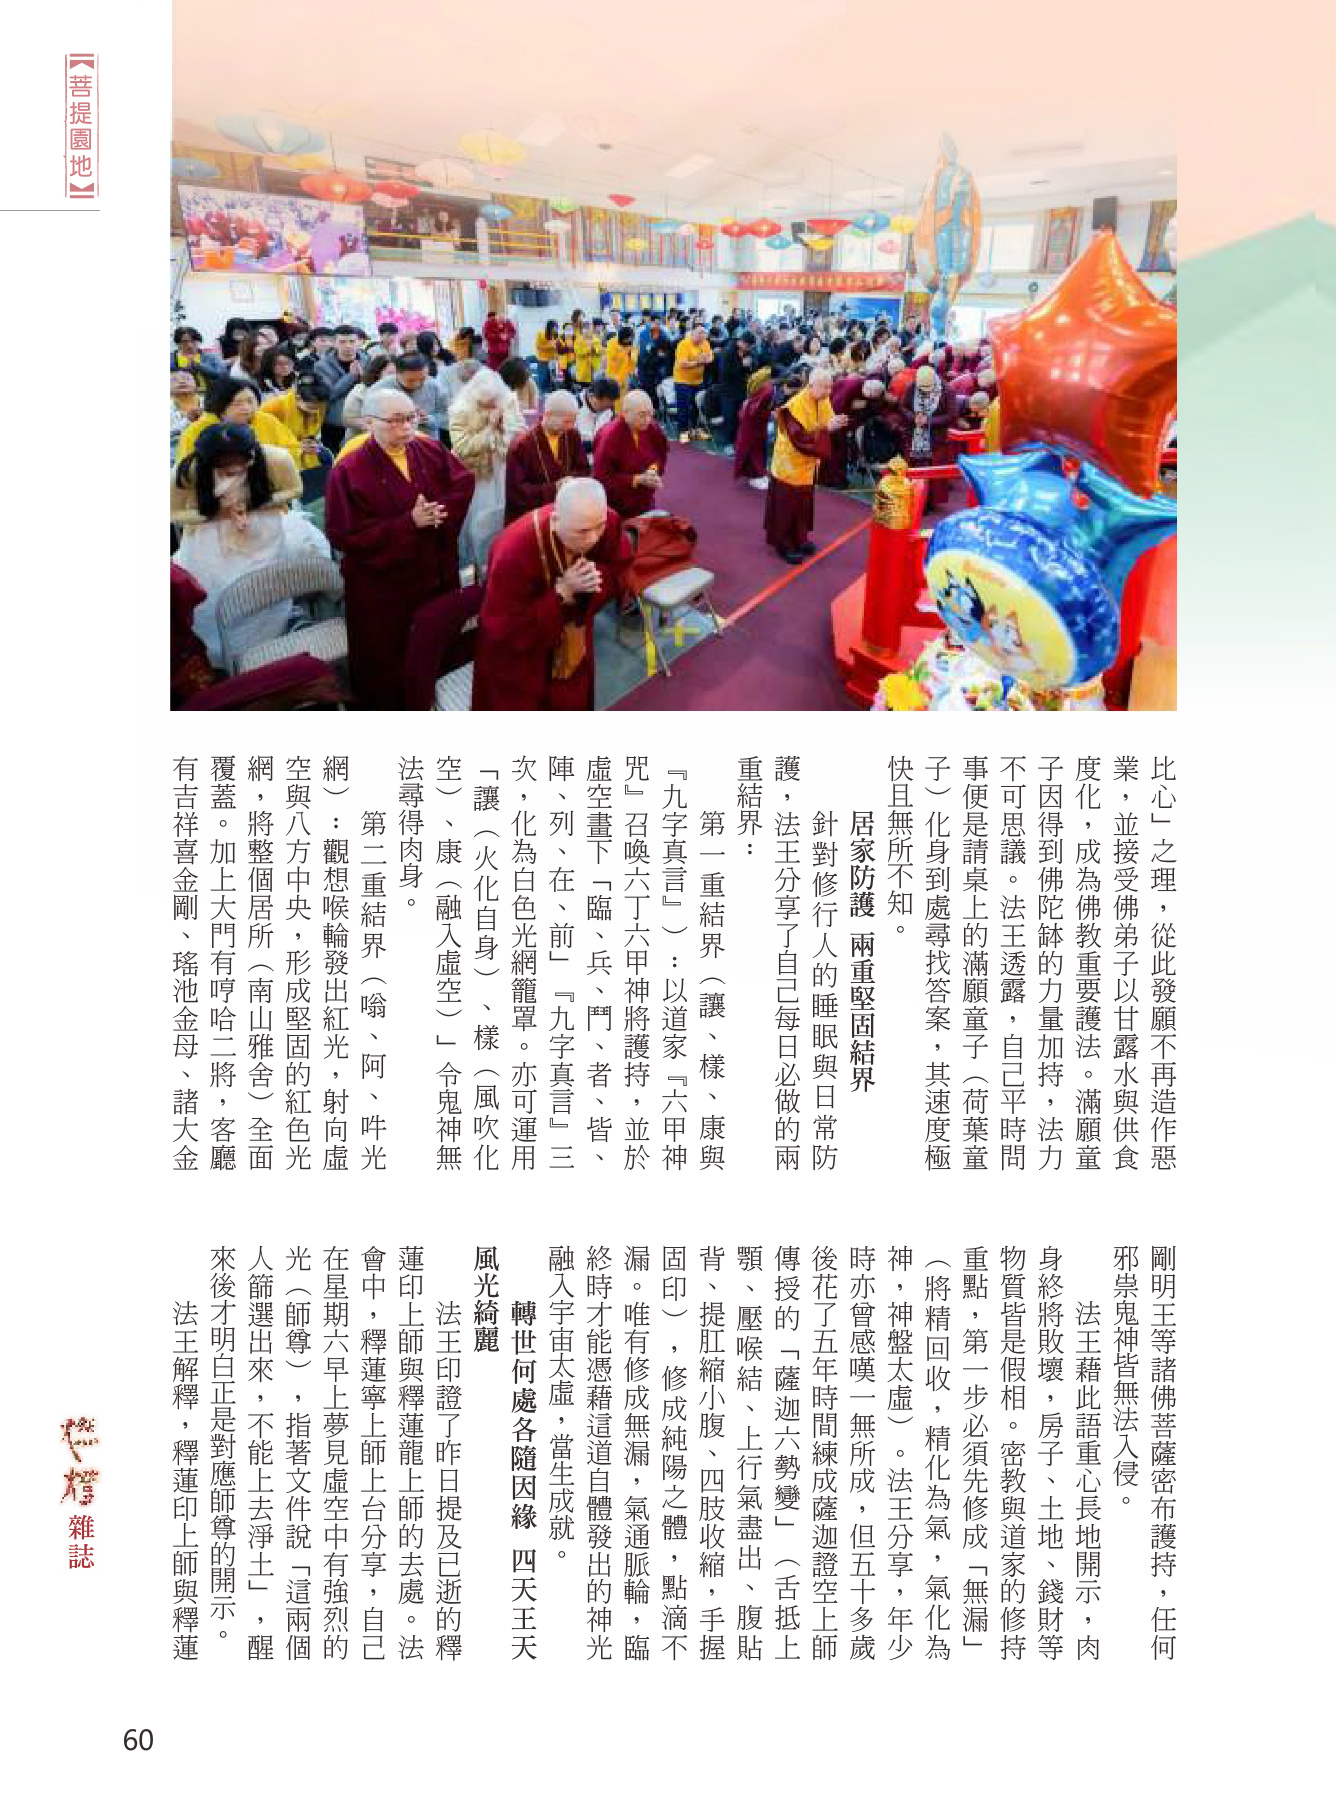 【菩提園地】
比心」之理，從此發願不再造作惡
業，並接受佛弟子以甘露水與供食
度化，成為佛教重要護法。滿願童
子因得到佛陀缽的力量加持，法力
不可思議。法王透露，自己平時問
事便是請桌上的滿願童子（荷葉童
子）化身到處尋找答案，其速度極
快且無所不知。
居家防護 兩重堅固結界
針對修行人的睡眠與日常防
護，法王分享了自己每日必做的兩
重結界：
第一重結界（讓、樣、康與
『九字真言』）：以道家『六甲神
咒』召喚六丁六甲神將護持，並於
虛空畫下「臨、兵、鬥、者、皆、
陣、列、在、前」『九字真言』三
次，化為白色光網籠罩。亦可運用
「讓（火化自身）、樣（風吹化
空）、康（融入虛空）」令鬼神無
法尋得肉身。
第二重結界（嗡、阿、吽光
網）：觀想喉輪發出紅光，射向虛
空與八方中央，形成堅固的紅色光
網，將整個居所（南山雅舍）全面
覆蓋。加上大門有哼哈二將，客廳
有吉祥喜金剛、瑤池金母、諸大金
剛明王等諸佛菩薩密布護持，任何
邪祟鬼神皆無法入侵。
法王藉此語重心長地開示，肉
身終將敗壞，房子、土地、錢財等
物質皆是假相。密教與道家的修持
重點，第一步必須先修成「無漏」
（將精回收，精化為氣，氣化為
神，神盤太虛）。法王分享，年少
時亦曾感嘆一無所成，但五十多歲
後花了五年時間練成薩迦證空上師
傳授的「薩迦六勢變」（舌抵上
顎、壓喉結、上行氣盡出、腹貼
背、提肛縮小腹、四肢收縮，手握
固印），修成純陽之體，點滴不
漏。唯有修成無漏，氣通脈輪，臨
終時才能憑藉這道自體發出的神光
融入宇宙太虛，當生成就。
轉世何處各隨因緣 四天王天
風光綺麗
法王印證了昨日提及已逝的釋
蓮印上師與釋蓮龍上師的去處。法
會中，釋蓮寧上師上台分享，自己
在星期六早上夢見虛空中有強烈的
光（師尊），指著文件說「這兩個
人篩選出來，不能上去淨土」，醒
來後才明白正是對應師尊的開示。
法王解釋，釋蓮印上師與釋蓮
雜誌
60